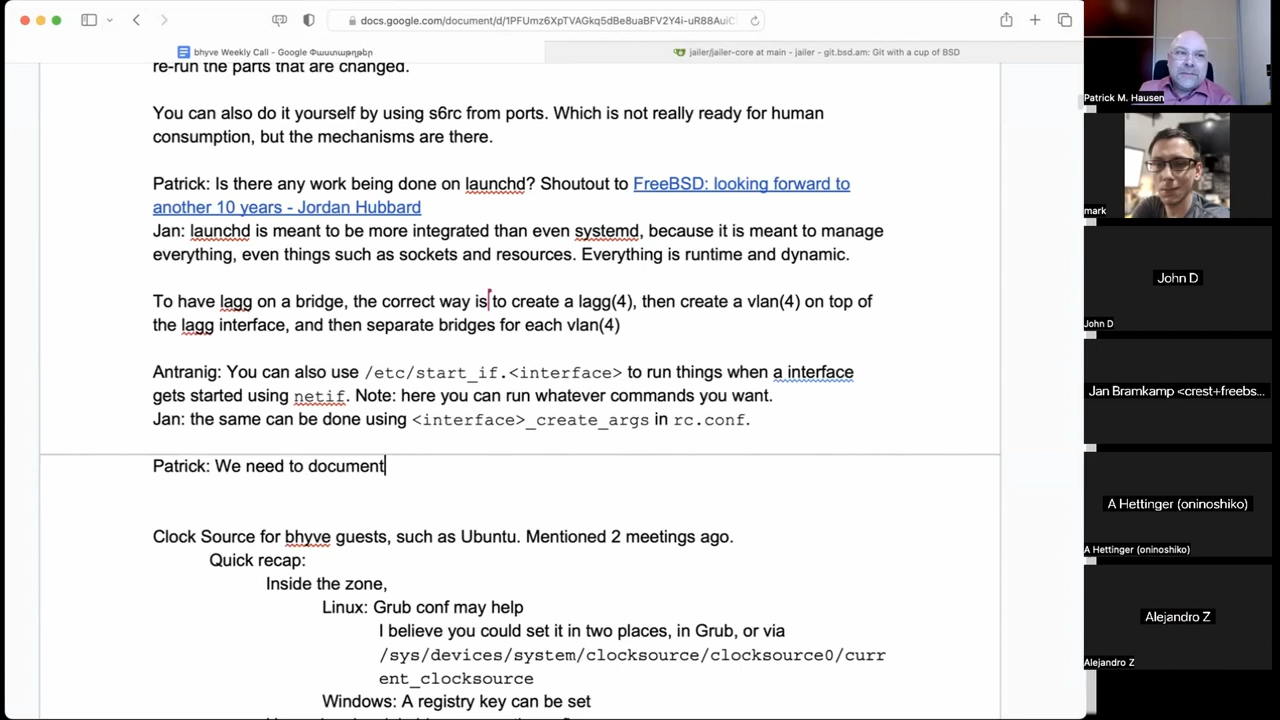 docs.google.com/document/d/1PFUmz6XpTVAGkq5dBe8uaBFV2Y4i-uR88AuiC
bhyve Weekly Call - Google Փաստաթղթեր
jailer/jailer-core at main - jailer - git.bsd.am: Git with a cup of BSD
re-run the parts that are changed.
You can also do it yourself by using s6rc from ports. Which is not really ready for human
consumption, but the mechanisms are there.
Patrick: Is there any work being done on launchd? Shoutout to FreeBSD: looking forward to
another 10 years - Jordan Hubbard
Jan: launchd is meant to be more integrated than even systemd, because it is meant to manage
everything, even things such as sockets and resources. Everything is runtime and dynamic.
To have lagg on a bridge, the correct way is to create a lagg(4), then create a vlan(4) on top of
the lagg interface, and then separate bridges for each vlan(4)
Antranig: You can also use /etc/start_if.<interface> to run things when a interface
gets started using netif. Note: here you can run whatever commands you want.
Jan: the same can be done using <interface>_create_args in rc.conf.
Patrick: We need to document
Clock Source for bhyve guests, such as Ubuntu. Mentioned 2 meetings ago.
Quick recap:
Inside the zone,
Linux: Grub conf may help
I believe you could set it in two places, in Grub, or via
/sys/devices/system/clocksource/clocksource0/curr
ent_clocksource
Windows: A registry key can be set
Patrick M. Hausen
mark
John D
John D
Jan Bramkamp <crest+freebs...
A Hettinger (oninoshiko)
A Hettinger (oninoshiko)
Alejandro Z
Alejandro Z